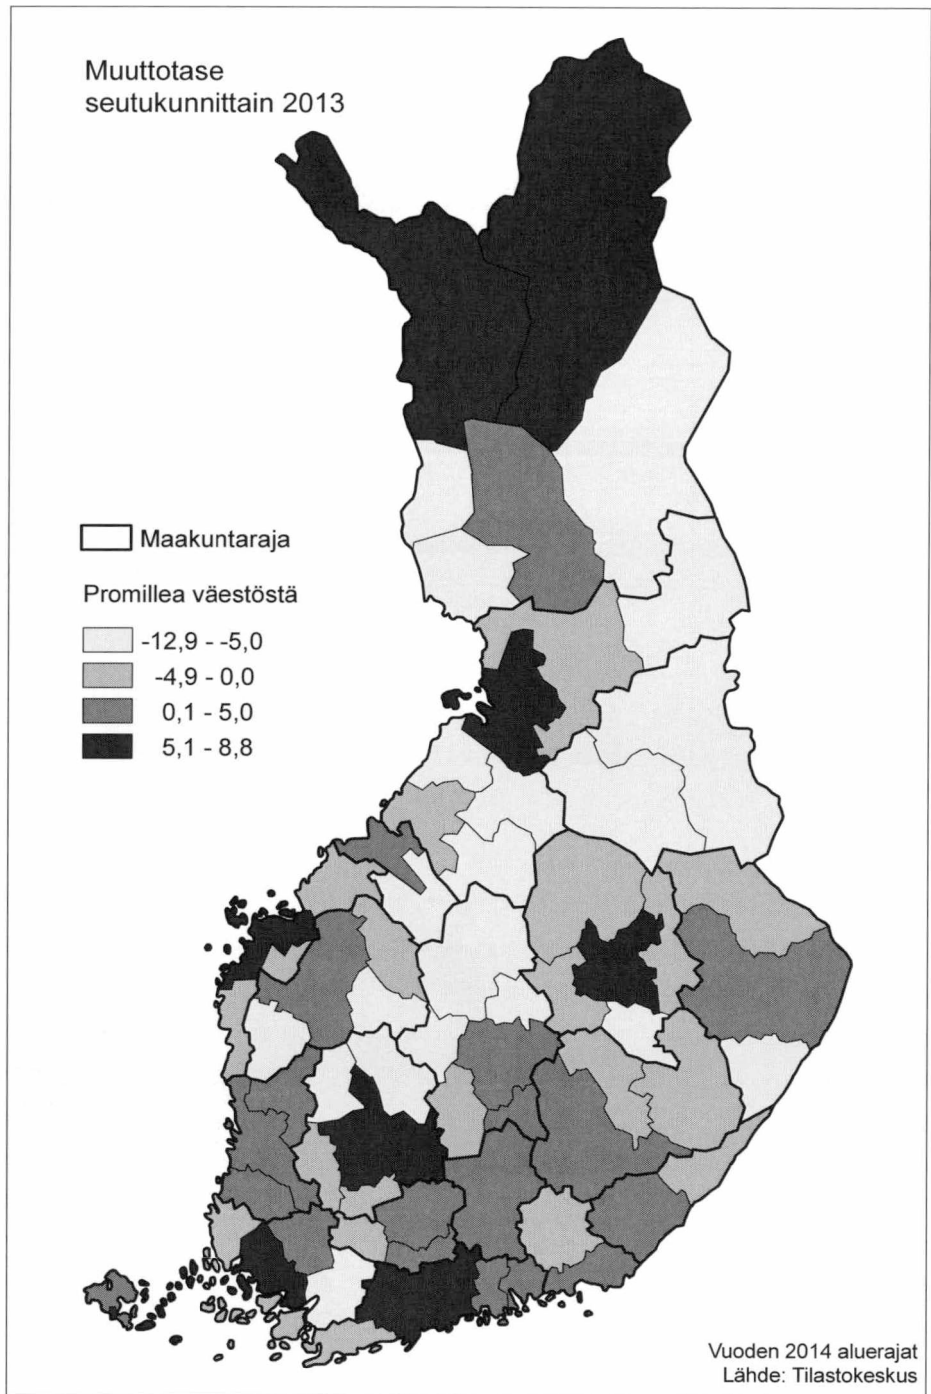 Muuttotase
seutukunnittain 2013
Maakuntaraja
Promillea väestöstä
-12,9 - -5,0
-4,9 - 0,0
0,1 - 5,0
5,1 - 8,8
Vuoden 2014 aluerajat
Lähde: Tilastokeskus